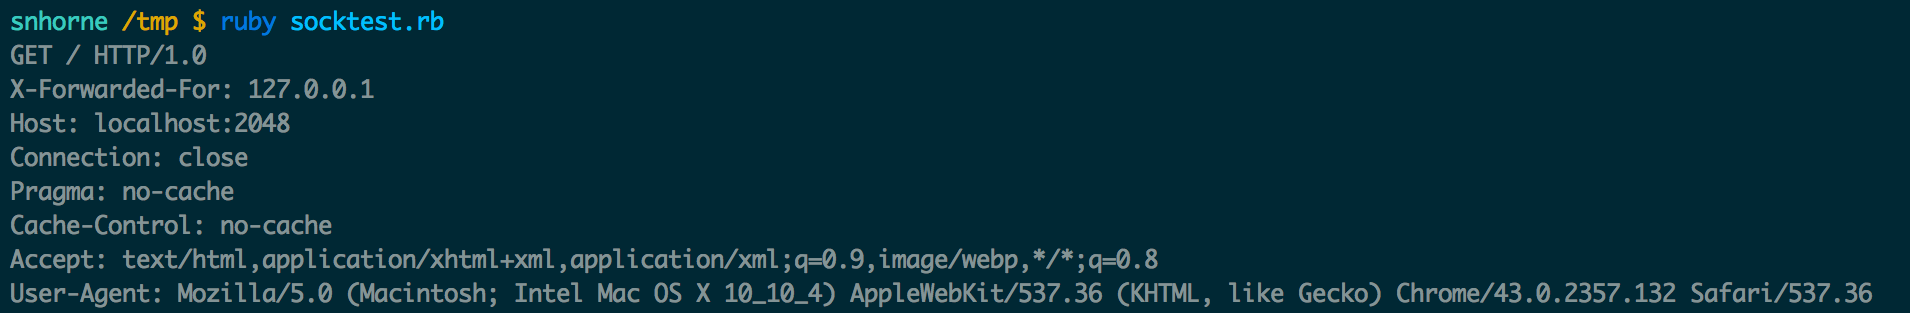 snhorne /tmp $ ruby socktest.rb
GET / HTTP/1.0
X-Forwarded-For: 127.0.0.1
Host: localhost:2048
Connection: close
Pragma: no-cache
Cache-Control: no-cache
Accept: text/html,application/xhtml+xml,application/xml;q=0.9,image/webp,*/*;q=0.8
User-Agent: Mozilla/5.0 (Macintosh; Intel Mac OS X 10_10_4) AppleWebKit/537.36 (KHTML, like Gecko) Chrome/43.0.2357.132 Safari/537.36